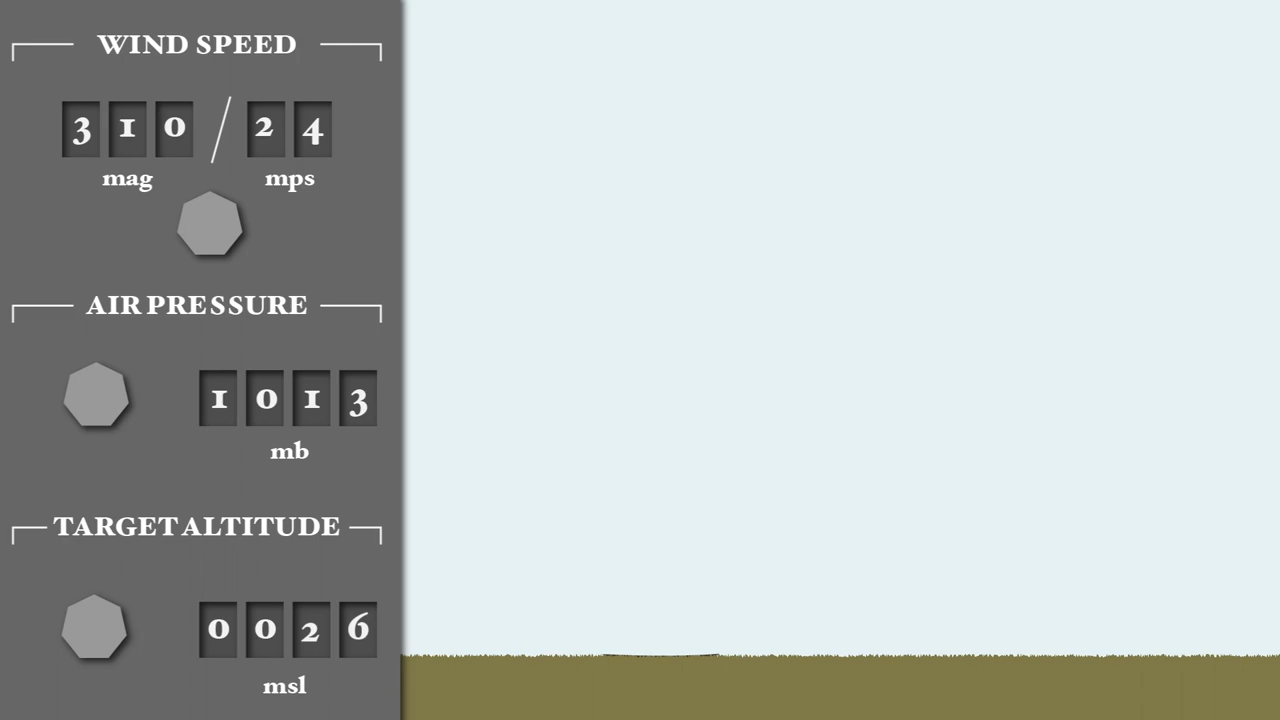 WIND SPEED
310 / 24
mag mps
AIR PRESSURE
1013
mb
TARGET ALTITUDE
0026
msl